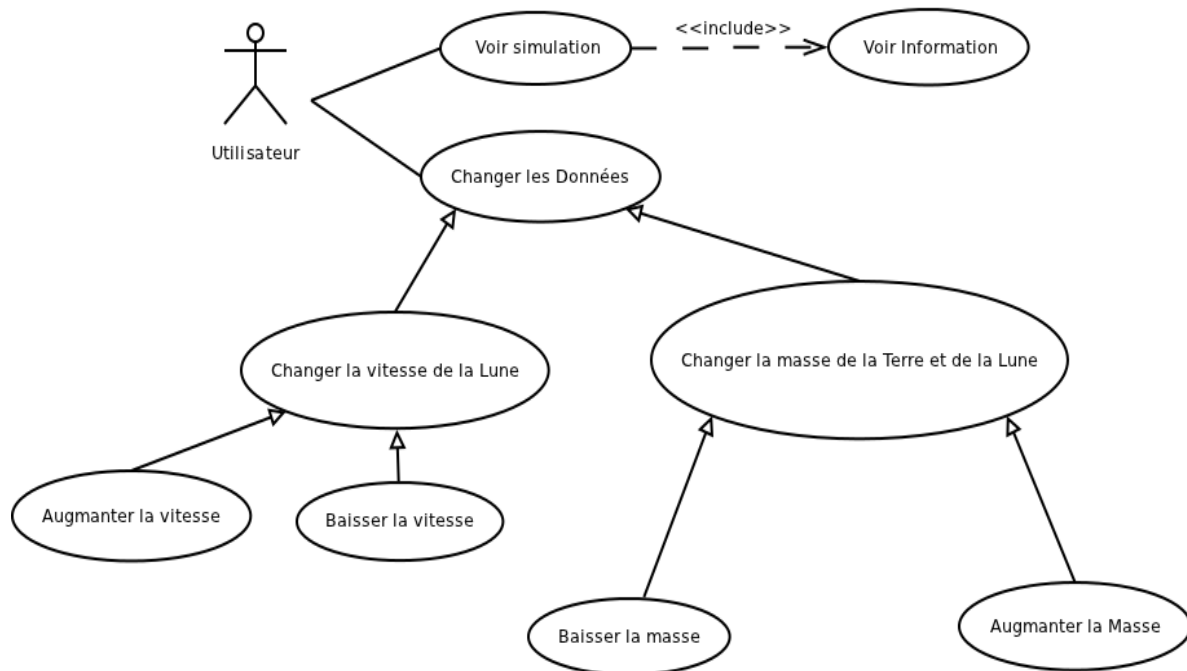 Voir simulation
<<include>>
Voir Information
Utilisateur
Changer les Données
Changer la vitesse de la Lune
Changer la masse de la Terre et de la Lune
Augmanter la vitesse
Baisser la vitesse
Baisser la masse
Augmanter la Masse